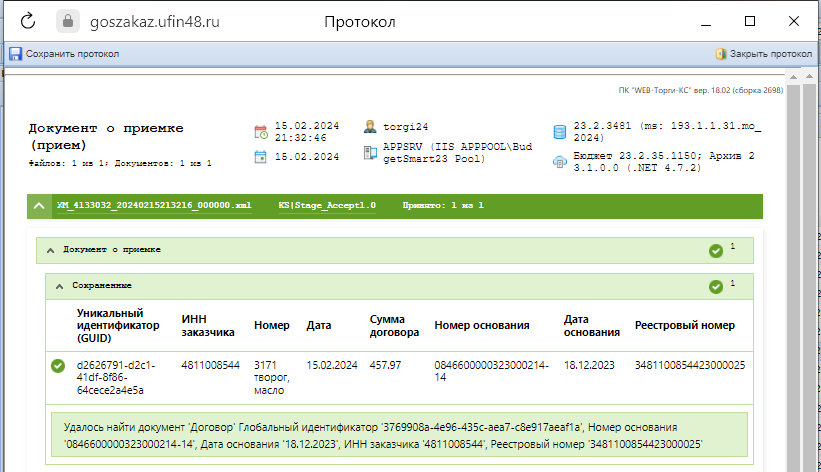 goszakaz.ufin48.ru
Протокол
Сохранить протокол
Закрыть протокол
ПК "WEB-Торги-КС" вер. 18.02 (сборка 2698)
Документ о приемке
(прием)
Файлов: 1 из 1; Документов: 1 из 1
15.02.2024
21:32:46
15.02.2024
torgi24
APPSRV (IIS APPPOOL\Bud
getSmart23 Pool)
23.2.3481 (ms: 193.1.1.31.mo_
2024)
Бюджет 23.2.35.1150; Архив 2
3.1.0.0 (.NET 4.7.2)
УМ_4133032_20240215213216_000000.xml KS|Stage_Accept1.0 Принято: 1 из 1
Документ о приемке 1
Сохраненные 1
Уникальный
идентификатор
(GUID)
ИНН
заказчика
Номер
Дата
Сумма
договора
Номер основания
Дата
основания
Реестровый номер
d2626791-d2c1-
41df-8f86-
64cece2a4e5a
4811008544
3171
творог,
масло
15.02.2024
457.97
0846600000323000214-
14
18.12.2023
3481100854423000025
Удалось найти документ 'Договор' Глобальный идентификатор '3769908a-4e96-435c-aea7-c8e917aeaf1a', Номер основания
'0846600000323000214-14', Дата основания '18.12.2023', ИНН заказчика '4811008544', Реестровый номер '3481100854423000025'